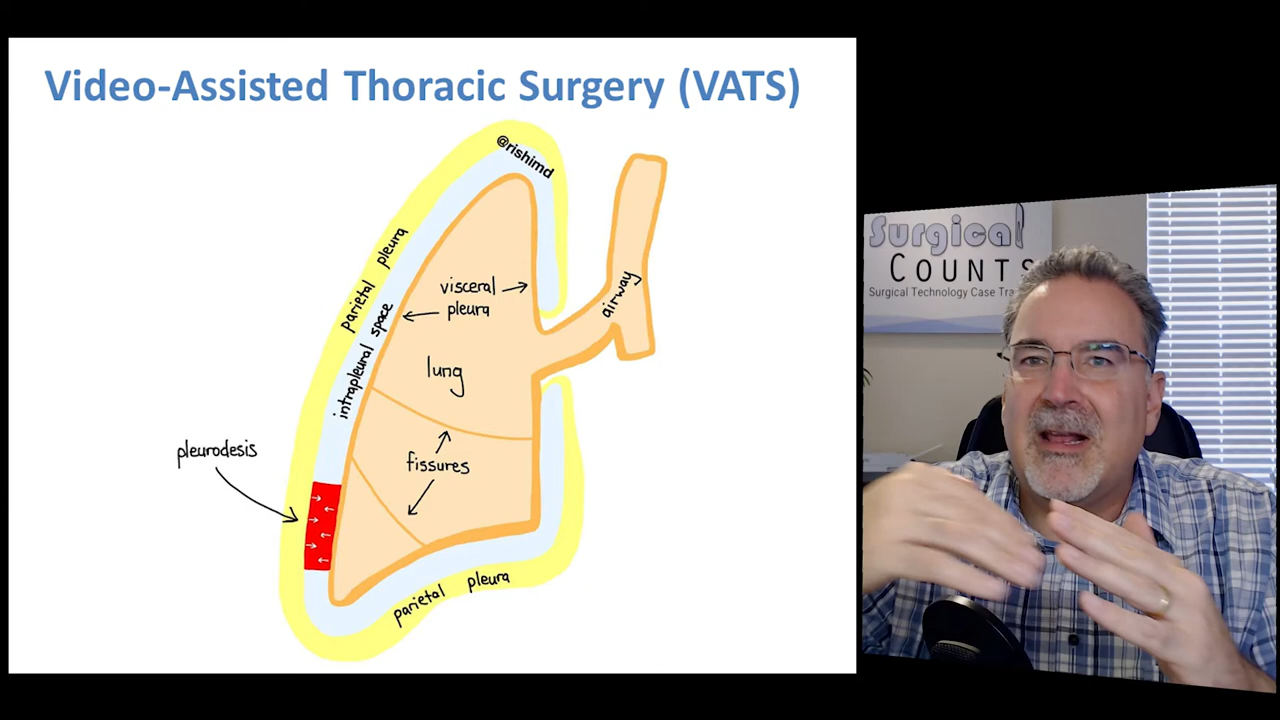 Video-Assisted Thoracic Surgery (VATS)
@rishimd
parietal pleura
intrapleural space
visceral
pleura
airway
lung
fissures
pleurodesis
parietal pleura
Surgical
COUNTS
Surgical Technology Case Tra